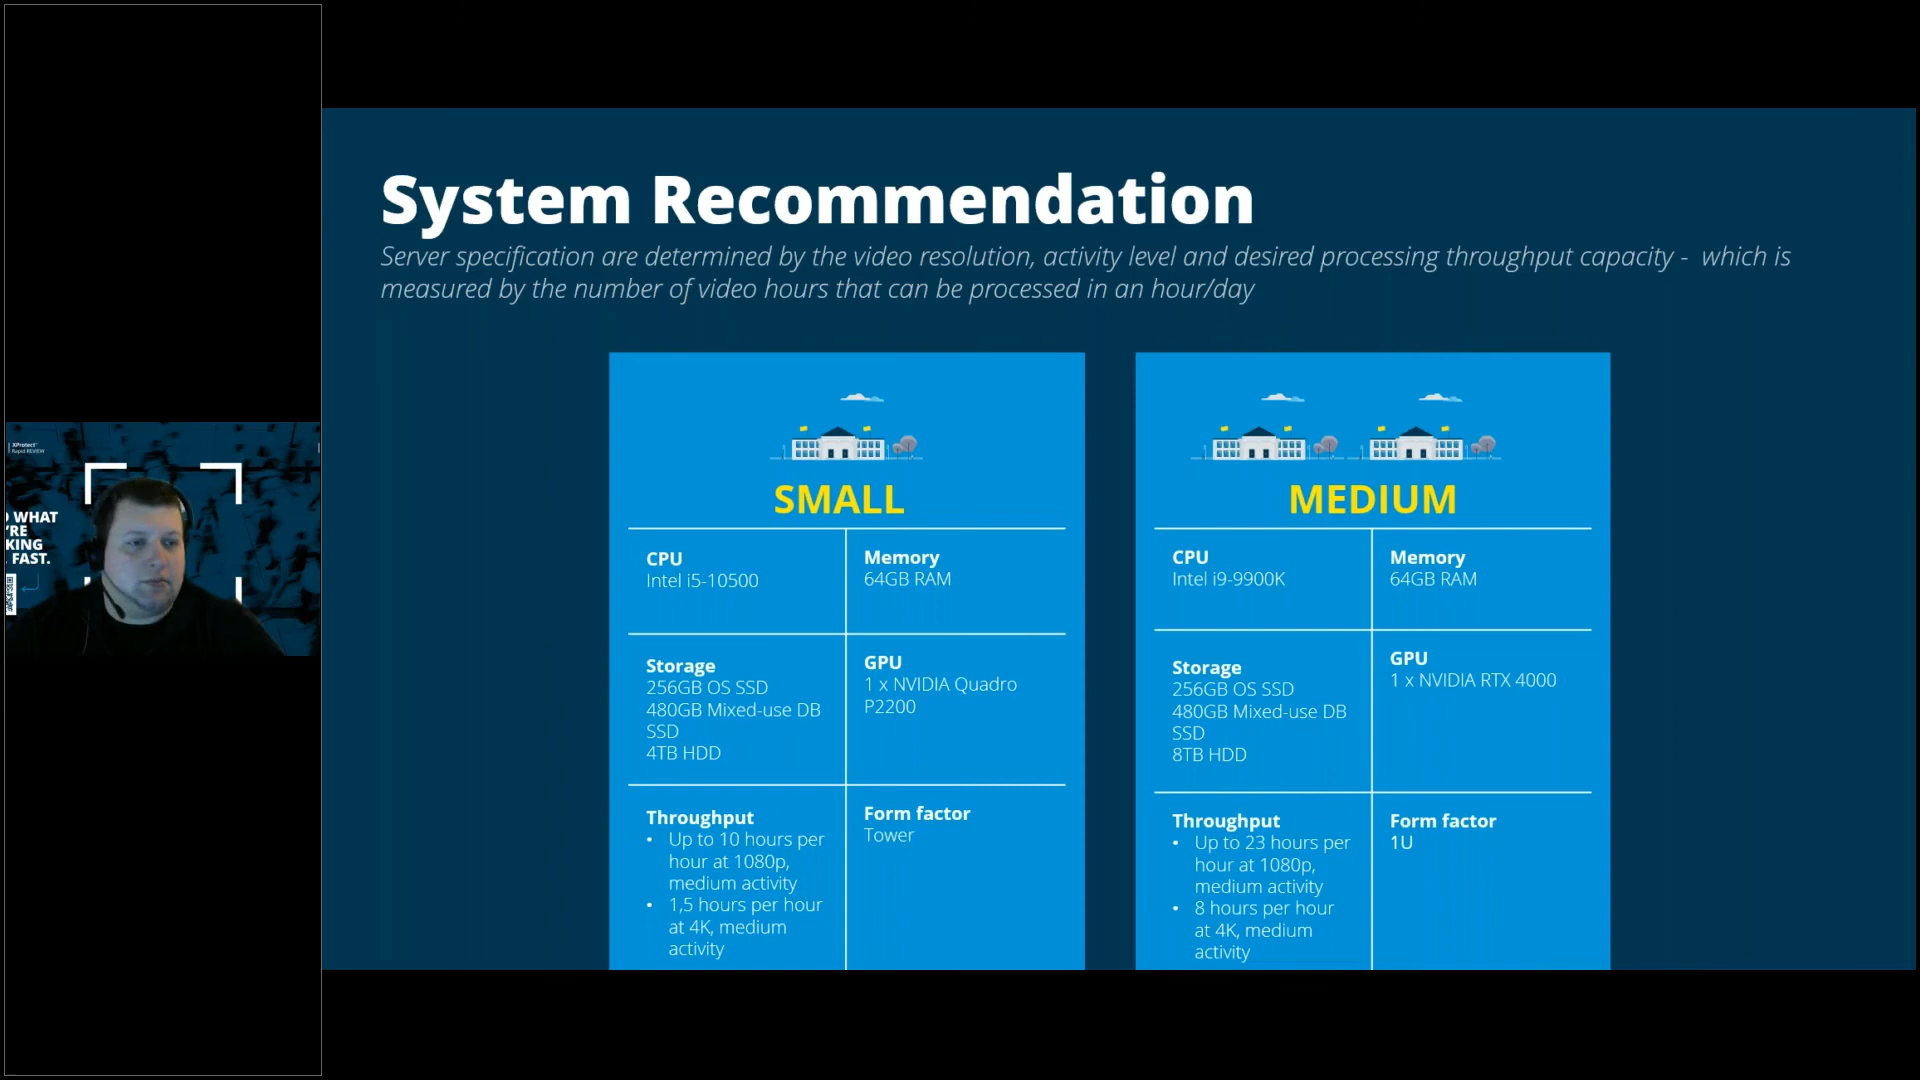 XProtect®
Rapid REVIEW
WHAT
'RE
KING
FAST.
System Recommendation
Server specification are determined by the video resolution, activity level and desired processing throughput capacity - which is
measured by the number of video hours that can be processed in an hour/day
SMALL
CPU
Intel i5-10500
Memory
64GB RAM
Storage
256GB OS SSD
480GB Mixed-use DB
SSD
4TB HDD
GPU
1 x NVIDIA Quadro
P2200
Throughput
• Up to 10 hours per
hour at 1080p,
medium activity
• 1,5 hours per hour
at 4K, medium
activity
Form factor
Tower
MEDIUM
CPU
Intel i9-9900K
Memory
64GB RAM
Storage
256GB OS SSD
480GB Mixed-use DB
SSD
8TB HDD
GPU
1 x NVIDIA RTX 4000
Throughput
• Up to 23 hours per
hour at 1080p,
medium activity
• 8 hours per hour
at 4K, medium
activity
Form factor
1U